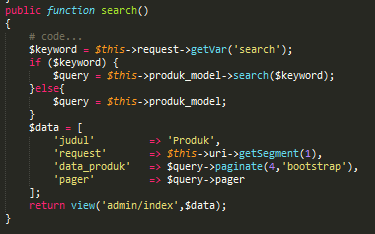 public function search()
{
# code...
$keyword = $this->request->getVar('search');
if ($keyword) {
$query = $this->produk_model->search($keyword);
}else{
$query = $this->produk_model;
}
$data = [
'judul' => 'Produk',
'request' => $this->uri->getSegment(1),
'data_produk' => $query->paginate(4,'bootstrap'),
'pager' => $query->pager
];
return view('admin/index',$data);
}